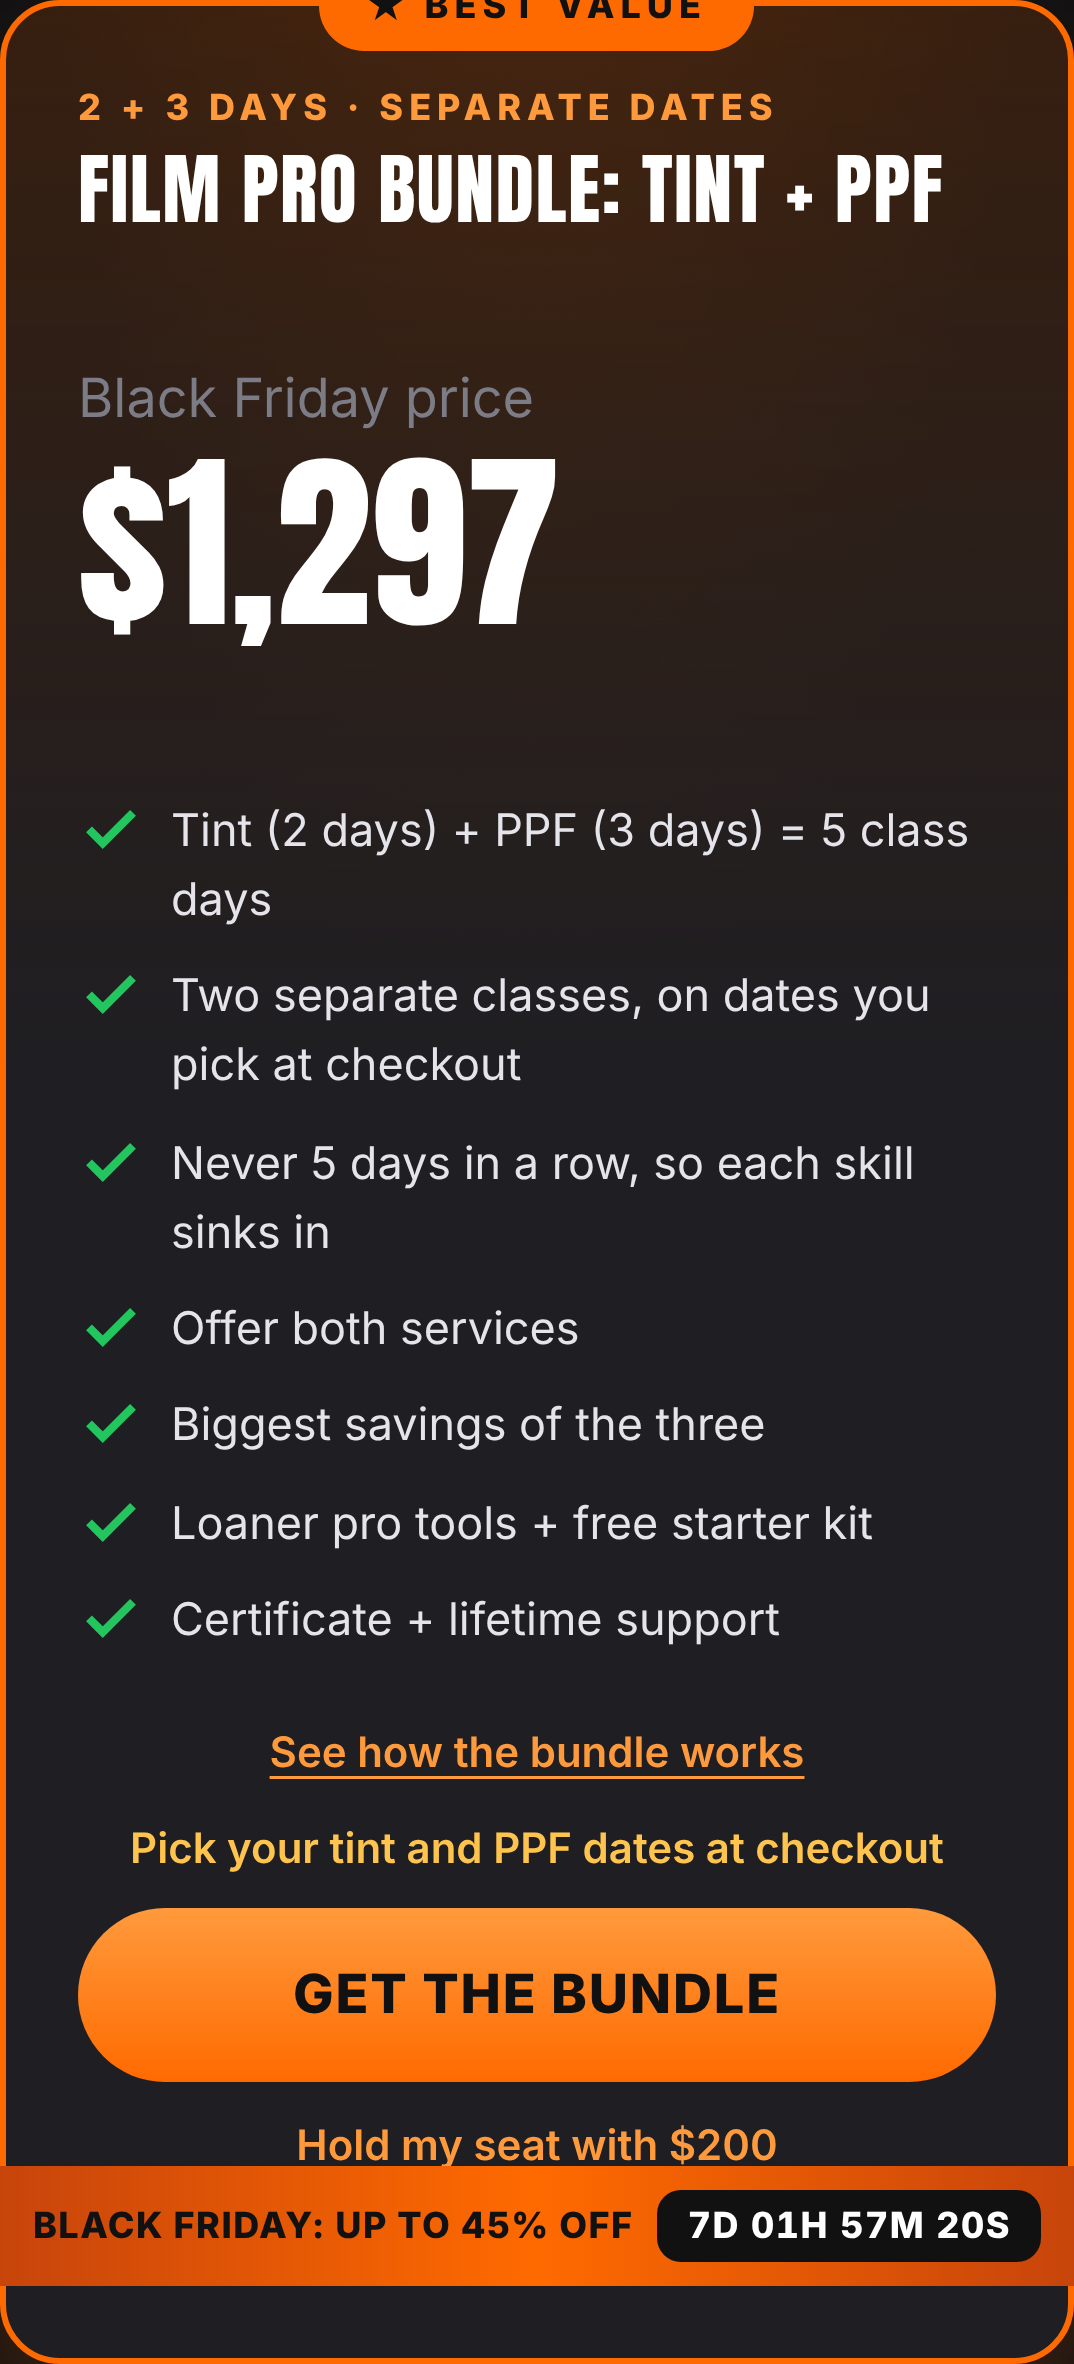 ★ BEST VALUE
2 + 3 DAYS · SEPARATE DATES
FILM PRO BUNDLE: TINT + PPF
Black Friday price
$1,297
Tint (2 days) + PPF (3 days) = 5 class
days
Two separate classes, on dates you
pick at checkout
Never 5 days in a row, so each skill
sinks in
Offer both services
Biggest savings of the three
Loaner pro tools + free starter kit
Certificate + lifetime support
See how the bundle works
Pick your tint and PPF dates at checkout
GET THE BUNDLE
Hold my seat with $200
BLACK FRIDAY: UP TO 45% OFF 7D 01H 57M 20S